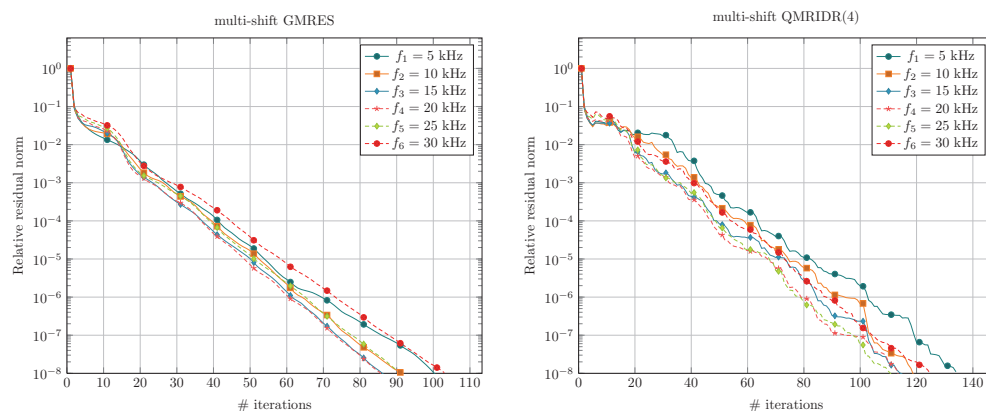 multi-shift GMRES
f₁ = 5 kHz
f₂ = 10 kHz
f₃ = 15 kHz
f₄ = 20 kHz
f₅ = 25 kHz
f₆ = 30 kHz
Relative residual norm
10⁰
10⁻¹
10⁻²
10⁻³
10⁻⁴
10⁻⁵
10⁻⁶
10⁻⁷
10⁻⁸
0 10 20 30 40 50 60 70 80 90 100 110
# iterations
multi-shift QMRIDR(4)
f₁ = 5 kHz
f₂ = 10 kHz
f₃ = 15 kHz
f₄ = 20 kHz
f₅ = 25 kHz
f₆ = 30 kHz
Relative residual norm
10⁰
10⁻¹
10⁻²
10⁻³
10⁻⁴
10⁻⁵
10⁻⁶
10⁻⁷
10⁻⁸
0 20 40 60 80 100 120 140
# iterations